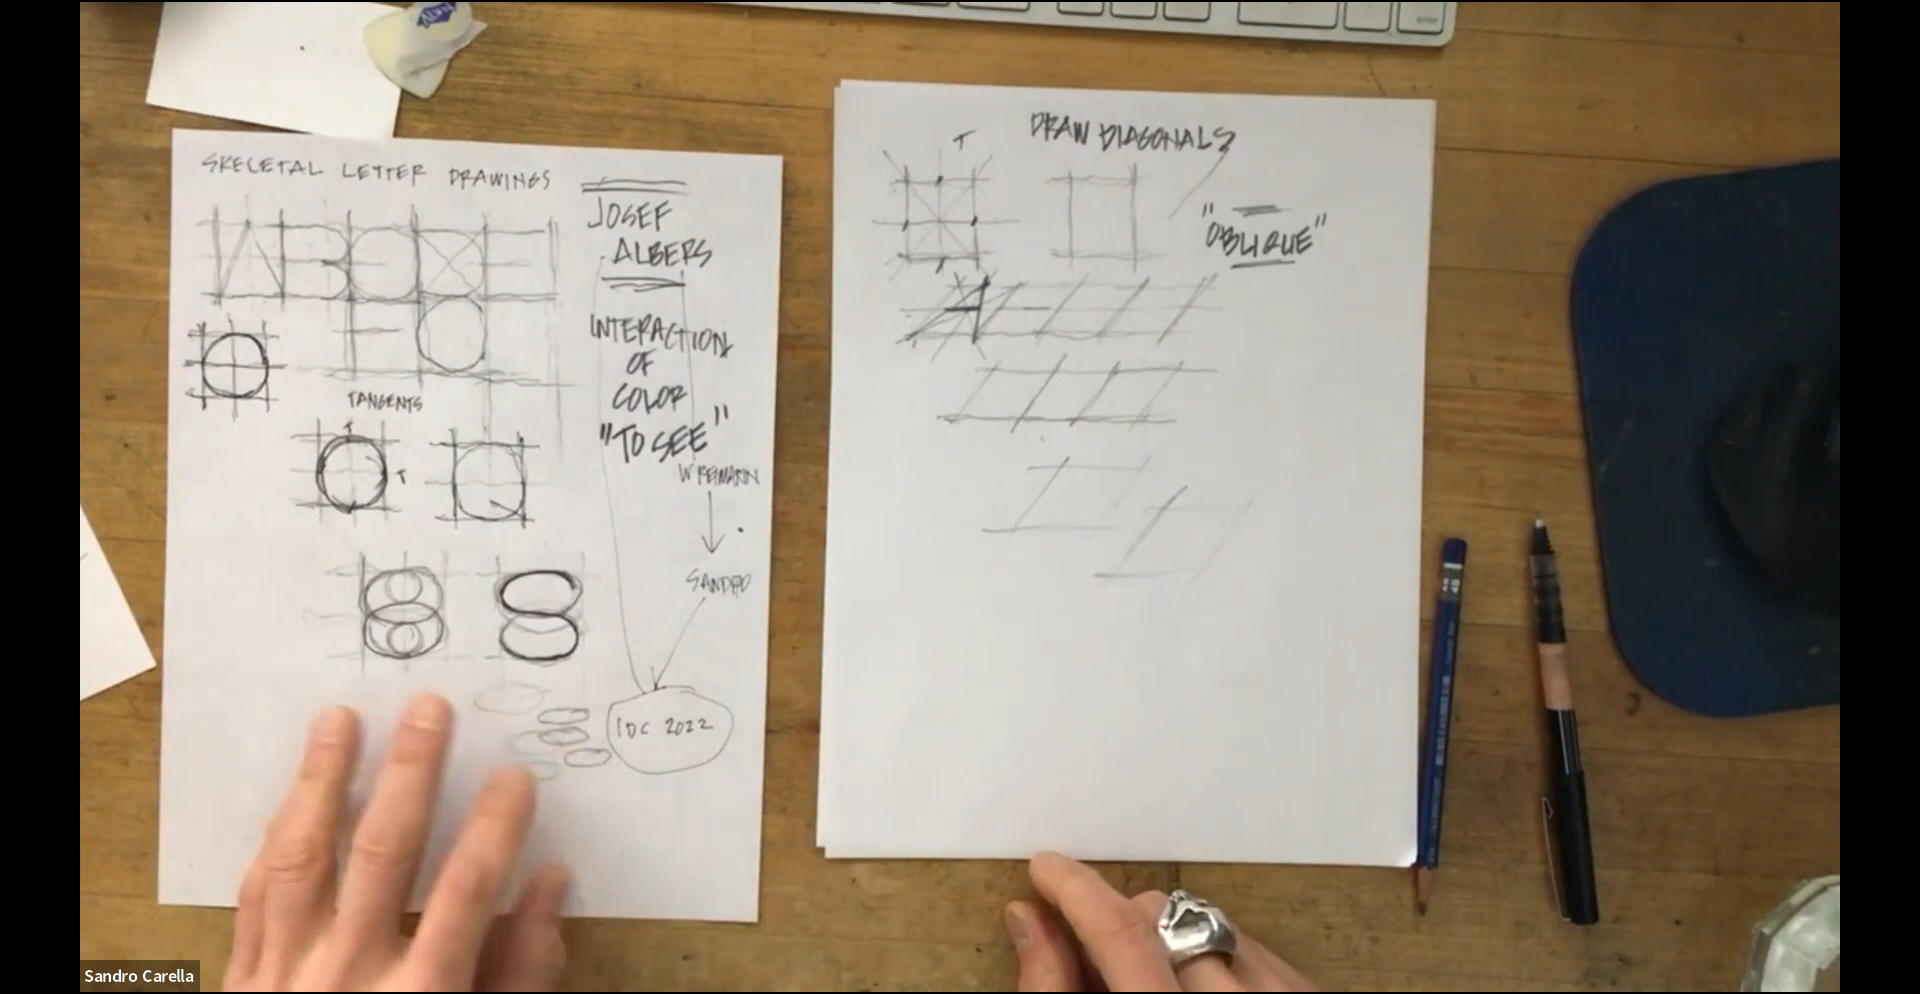 SKELETAL LETTER DRAWINGS
JOSEF
ALBERS
INTERACTION
OF
COLOR
"TO SEE"
W REIMANN
SANDRO
IDC 2022
TANGENTS
T
T
DRAW DIAGONALS
T
"OBLIQUE"
Sandro Carella